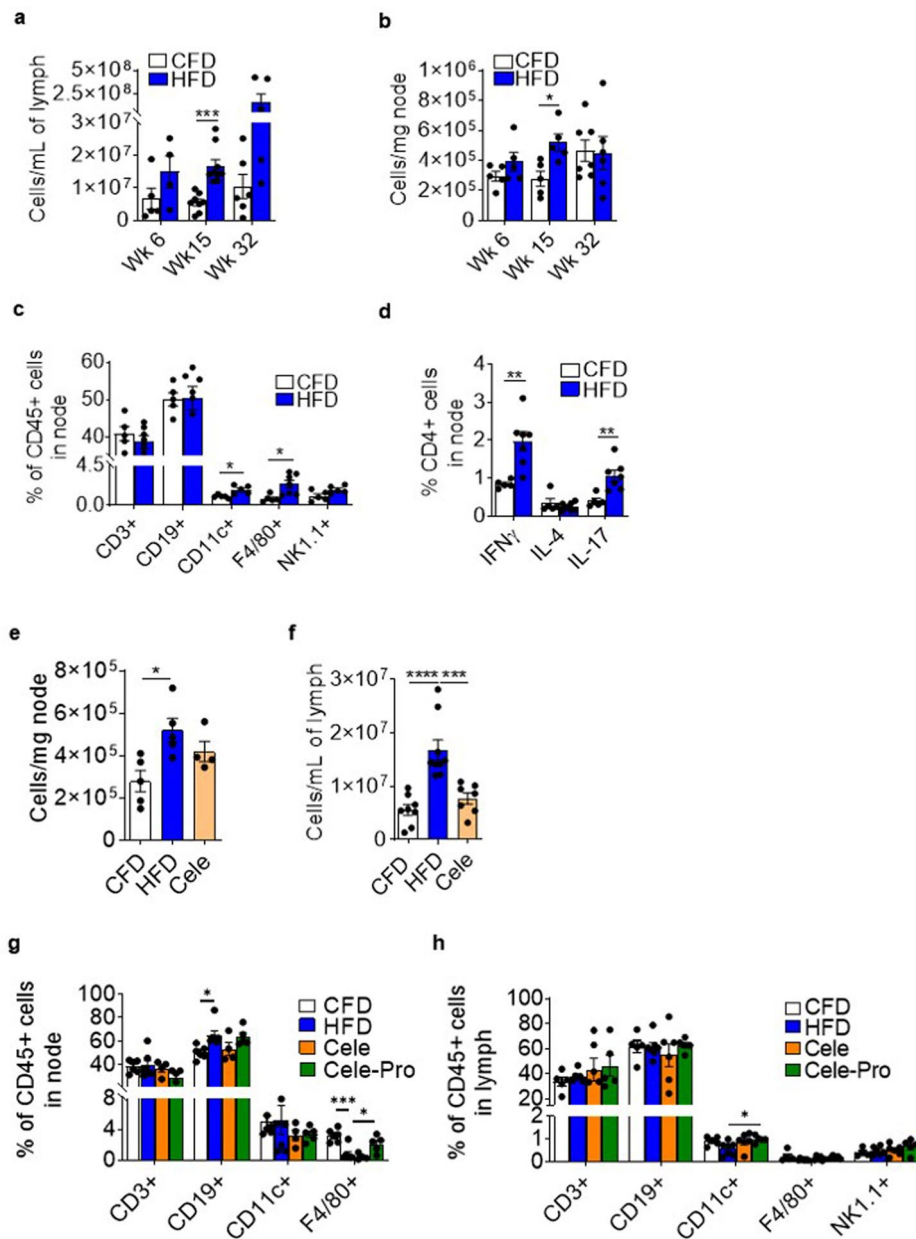 a
CFD
HFD
Cells/mL of lymph
5×10⁸
2.5×10⁸
3×10⁷
2×10⁷
1×10⁷
0
***
Wk 6
Wk15
Wk 32
b
CFD
HFD
Cells/mg node
1×10⁶
8×10⁵
6×10⁵
4×10⁵
2×10⁵
0
*
Wk 6
Wk 15
Wk 32
c
% of CD45+ cells
in node
60
50
40
4.5
0.0
CFD
HFD
*
*
CD3+
CD19+
CD11c+
F4/80+
NK1.1+
d
% CD4+ cells
in node
4
3
2
1
0
CFD
HFD
**
**
IFNγ
IL-4
IL-17
e
Cells/mg node
8×10⁵
6×10⁵
4×10⁵
2×10⁵
0
*
CFD
HFD
Cele
f
Cells/mL of lymph
3×10⁷
2×10⁷
1×10⁷
0
**** ***
CFD
HFD
Cele
g
% of CD45+ cells
in node
100
80
60
40
8
4
0
*
***
*
CFD
HFD
Cele
Cele-Pro
CD3+
CD19+
CD11c+
F4/80+
h
% of CD45+ cells
in lymph
100
80
60
40
20
2
1
0
*
CFD
HFD
Cele
Cele-Pro
CD3+
CD19+
CD11c+
F4/80+
NK1.1+